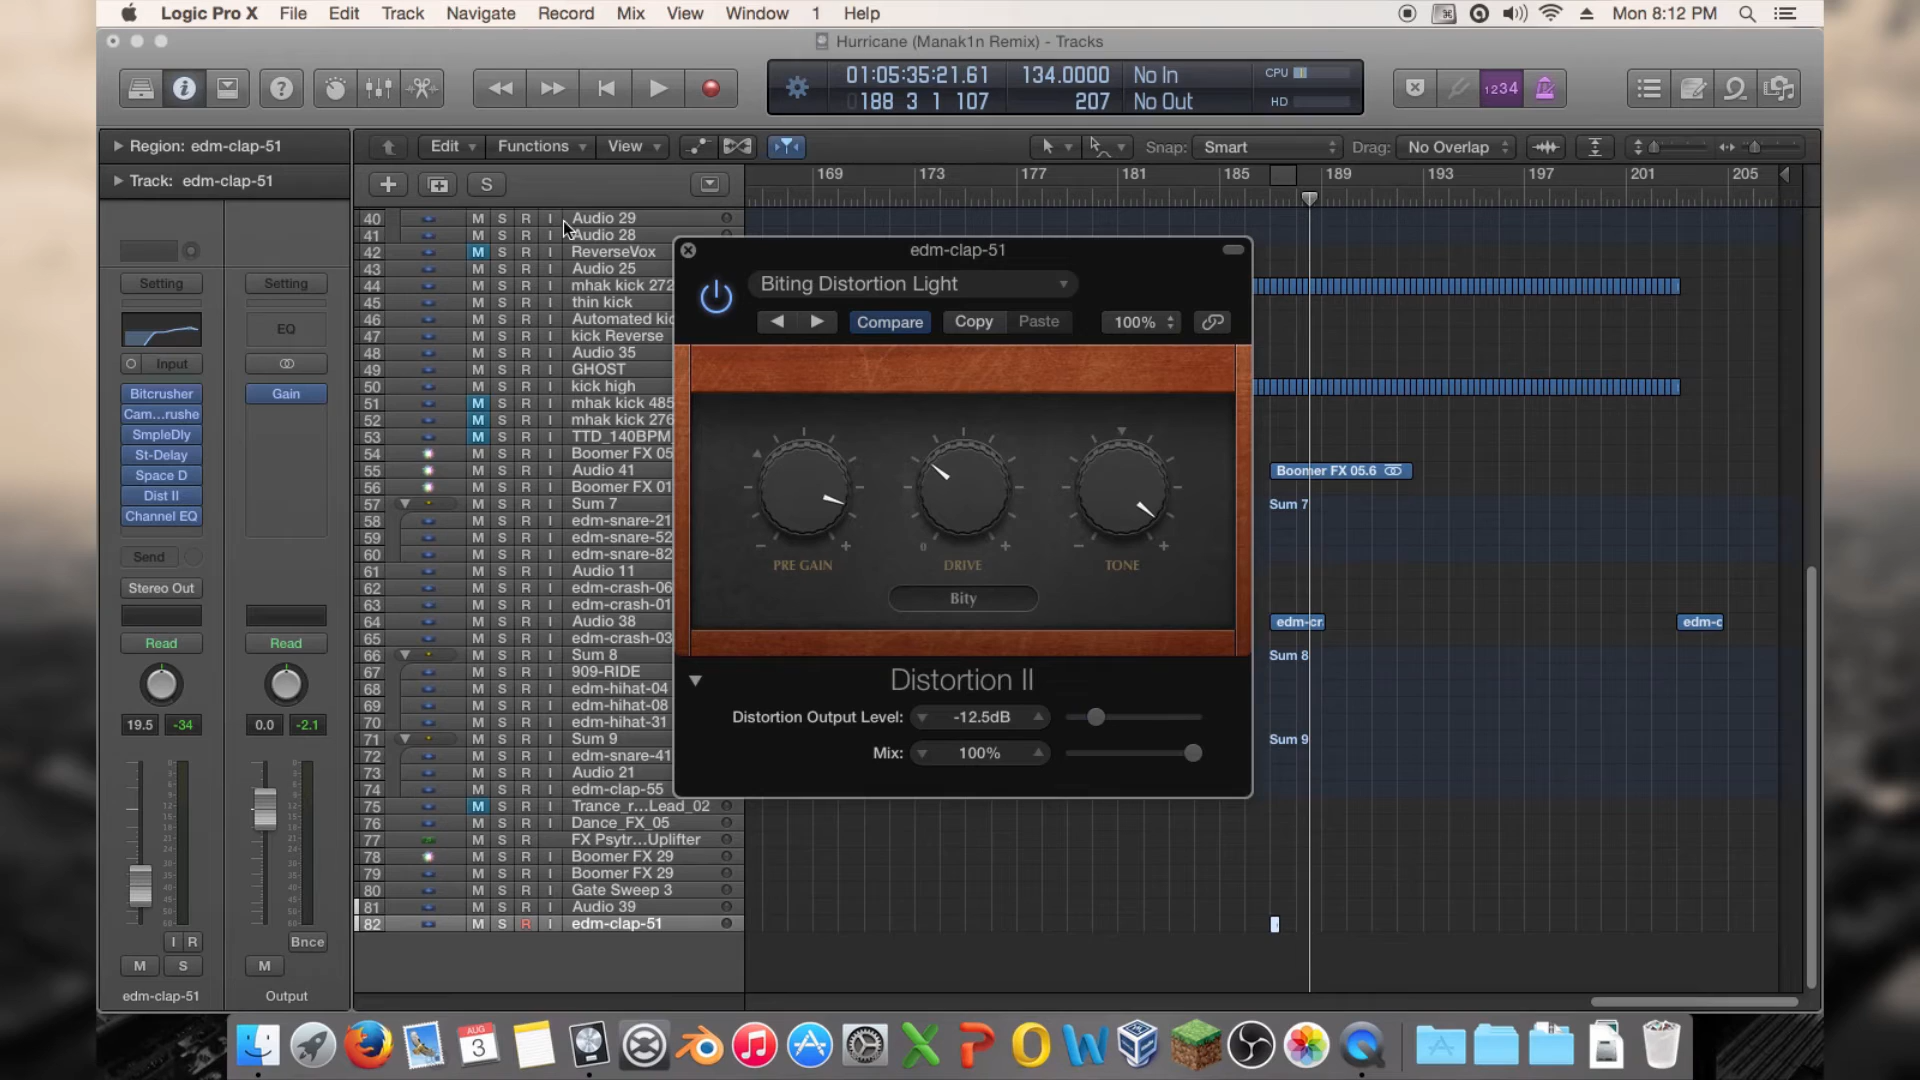 Logic Pro X File Edit Track Navigate Record Mix View Window 1 Help Mon 8:12 PM
Hurricane (Manak1n Remix) - Tracks
01:05:35:21.61 134.0000 No In CPU
188 3 1 107 207 No Out HD
1234
Region: edm-clap-51
Track: edm-clap-51
Edit Functions View Snap: Smart Drag: No Overlap
S
169 173 177 181 185 189 193 197 201 205
40 M S R I Audio 29
41 M S R I Audio 28
42 M S R I ReverseVox
43 M S R I Audio 25
44 M S R I mhak kick 272
45 M S R I thin kick
46 M S R I Automated kic
47 M S R I kick Reverse
48 M S R I Audio 35
49 M S R I GHOST
50 M S R I kick high
51 M S R I mhak kick 485
52 M S R I mhak kick 276
53 M S R I TTD_140BPM
54 M S R I Boomer FX 05
55 M S R I Audio 41
56 M S R I Boomer FX 01
57 M S R I Sum 7
58 M S R I edm-snare-21
59 M S R I edm-snare-52
60 M S R I edm-snare-82
61 M S R I Audio 11
62 M S R I edm-crash-06
63 M S R I edm-crash-01
64 M S R I Audio 38
65 M S R I edm-crash-03
66 M S R I Sum 8
67 M S R I 909-RIDE
68 M S R I edm-hihat-04
69 M S R I edm-hihat-08
70 M S R I edm-hihat-31
71 M S R I Sum 9
72 M S R I edm-snare-41
73 M S R I Audio 21
74 M S R I edm-clap-55
75 M S R I Trance_r...Lead_02
76 M S R I Dance_FX_05
77 M S R FX Psytr...Uplifter
78 M S R I Boomer FX 29
79 M S R I Boomer FX 29
80 M S R I Gate Sweep 3
81 M S R I Audio 39
82 M S R I edm-clap-51
Setting
Input
Bitcrusher
Cam...rushe
SmpleDly
St-Delay
Space D
Dist II
Channel EQ
Send
Stereo Out
Read
19.5 -34
I R
M S
edm-clap-51
Setting
EQ
Gain
Read
0.0 -2.1
Bnce
M
Output
edm-clap-51
Biting Distortion Light
Compare Copy Paste 100%
PRE GAIN
0
DRIVE
TONE
Bity
Distortion II
Distortion Output Level: -12.5dB
Mix: 100%
Boomer FX 05.6
Sum 7
edm-cr
edm-c
Sum 8
Sum 9
AUG
3